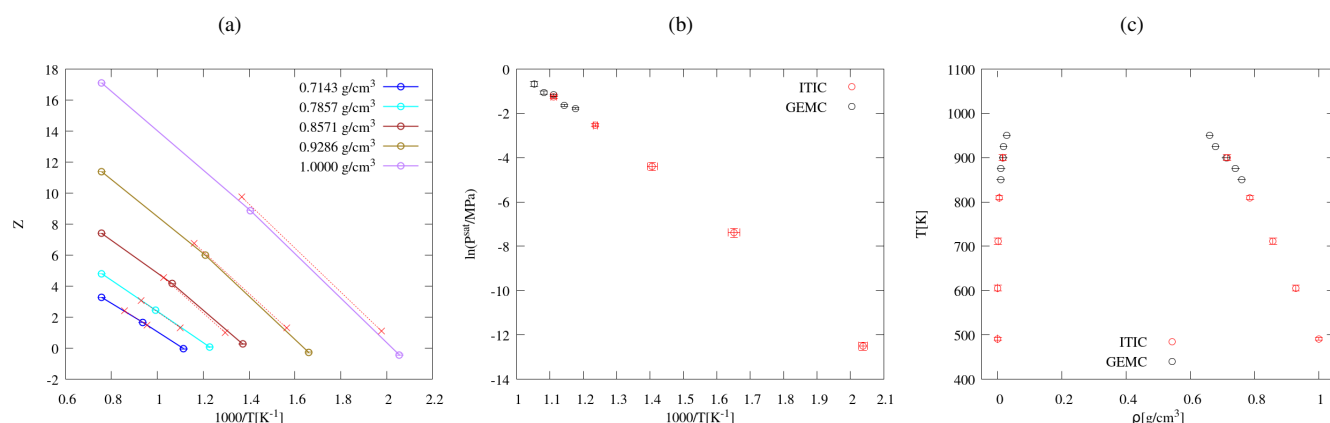 (a)
(b)
(c)
18
16
14
12
10
8
6
4
2
0
-2
Z
0.6 0.8 1 1.2 1.4 1.6 1.8 2 2.2
1000/T[K⁻¹]
0.7143 g/cm³
0.7857 g/cm³
0.8571 g/cm³
0.9286 g/cm³
1.0000 g/cm³
0
-2
-4
-6
-8
-10
-12
-14
ln(Pˢᵃᵗ/MPa)
1 1.1 1.2 1.3 1.4 1.5 1.6 1.7 1.8 1.9 2 2.1
1000/T[K⁻¹]
ITIC
GEMC
1100
1000
900
800
700
600
500
400
T[K]
0 0.2 0.4 0.6 0.8 1
ρ[g/cm³]
ITIC
GEMC